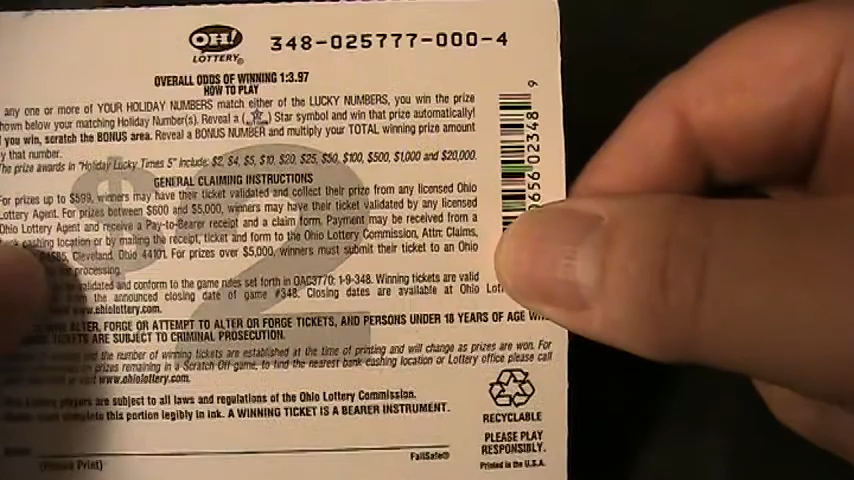 OH!
LOTTERY®
348-025777-000-4
OVERALL ODDS OF WINNING 1:3.97
HOW TO PLAY
any one or more of YOUR HOLIDAY NUMBERS match either of the LUCKY NUMBERS, you win the prize
hown below your matching Holiday Number(s). Reveal a ( ) Star symbol and win that prize automatically!
you win, scratch the BONUS area. Reveal a BONUS NUMBER and multiply your TOTAL winning prize amount
y that number.
he prize awards in "Holiday Lucky Times 5" include: $2, $4, $5, $10, $20, $25, $50, $100, $500, $1,000 and $20,000.
GENERAL CLAIMING INSTRUCTIONS
For prizes up to $599, winners may have their ticket validated and collect their prize from any licensed Ohio
Lottery Agent. For prizes between $600 and $5,000, winners may have their ticket validated by any licensed
Ohio Lottery Agent and receive a Pay-to-Bearer receipt and a claim form. Payment may be received from a
cashing location or by mailing the receipt, ticket and form to the Ohio Lottery Commission, Attn: Claims,
Cleveland, Ohio 44101. For prizes over $5,000, winners must submit their ticket to an Ohio
processing.
validated and conform to the game rules set forth in OAC3770: 1-9-348. Winning tickets are valid
from the announced closing date of game #348. Closing dates are available at Ohio Lot
www.ohiolottery.com.
ALTER, FORGE OR ATTEMPT TO ALTER OR FORGE TICKETS, AND PERSONS UNDER 18 YEARS OF AGE
TICKETS ARE SUBJECT TO CRIMINAL PROSECUTION.
and the number of winning tickets are established at the time of printing and will change as prizes are won. For
prizes remaining in a Scratch Off game, to find the nearest bank cashing location or Lottery office please call
www.ohiolottery.com.
Lottery players are subject to all laws and regulations of the Ohio Lottery Commission.
this portion legibly in ink. A WINNING TICKET IS A BEARER INSTRUMENT.
Print)
FailSafe®
$2
656 02348 9
RECYCLABLE
PLEASE PLAY
RESPONSIBLY.
Printed in the U.S.A.